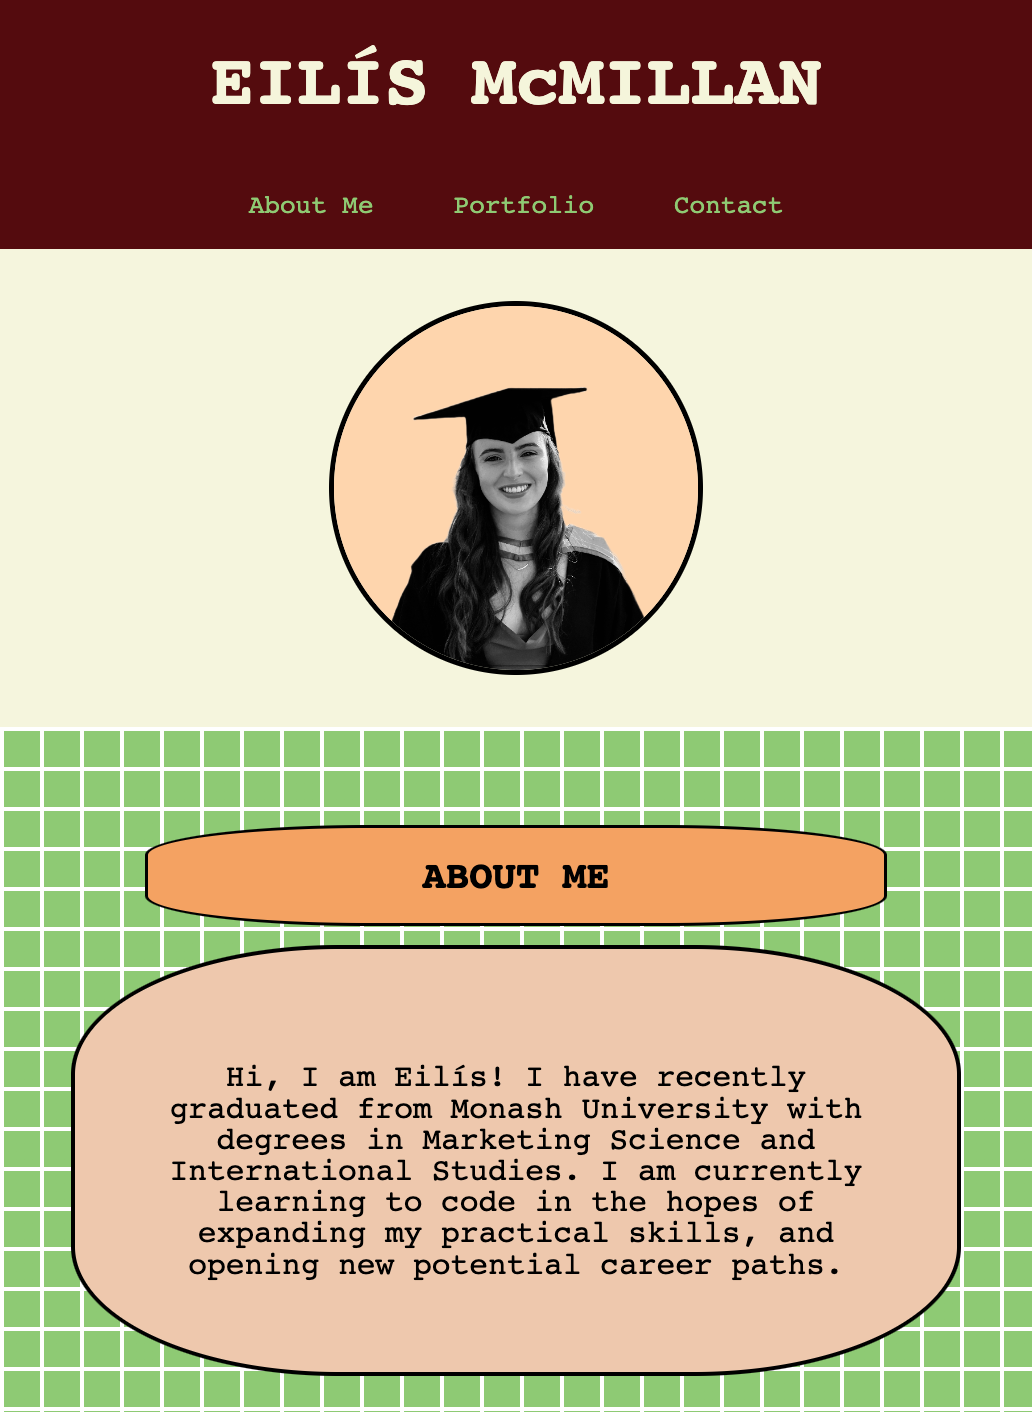 EILÍS McMILLAN
About Me Portfolio Contact
ABOUT ME
Hi, I am Eilís! I have recently
graduated from Monash University with
degrees in Marketing Science and
International Studies. I am currently
learning to code in the hopes of
expanding my practical skills, and
opening new potential career paths.